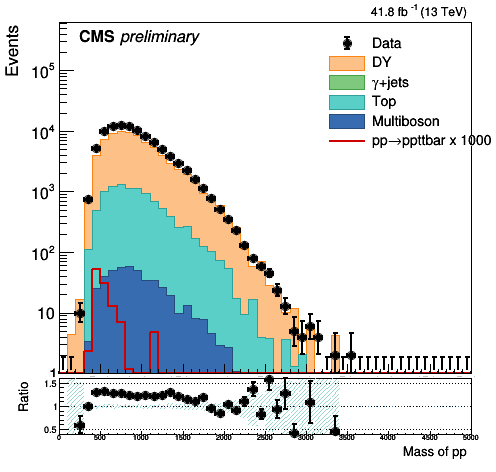 41.8 fb⁻¹ (13 TeV)
CMS preliminary
Events
Data
DY
γ+jets
Top
Multiboson
pp→ppttbar x 1000
10⁵
10⁴
10³
10²
10
1
Ratio
1.5
1
0.5
0 500 1000 1500 2000 2500 3000 3500 4000 4500 5000
Mass of pp